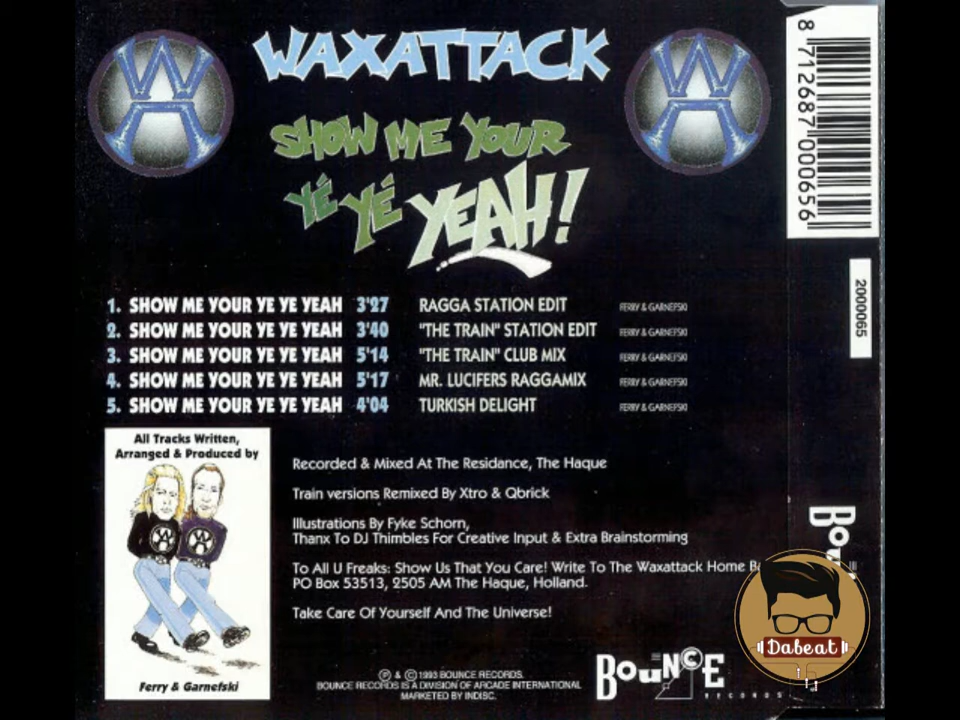 WAXATTACK
SHOW ME YOUR
YÉ YÉ YEAH!
1. SHOW ME YOUR YE YE YEAH 3'27 RAGGA STATION EDIT FERRY & GARNEFSKI
2. SHOW ME YOUR YE YE YEAH 3'40 "THE TRAIN" STATION EDIT FERRY & GARNEFSKI
3. SHOW ME YOUR YE YE YEAH 5'14 "THE TRAIN" CLUB MIX FERRY & GARNEFSKI
4. SHOW ME YOUR YE YE YEAH 5'17 MR. LUCIFERS RAGGAMIX FERRY & GARNEFSKI
5. SHOW ME YOUR YE YE YEAH 4'04 TURKISH DELIGHT FERRY & GARNEFSKI
All Tracks Written,
Arranged & Produced by
WA WA
Ferry & Garnefski
Recorded & Mixed At The Residance, The Haque
Train versions Remixed By Xtro & Qbrick
Illustrations By Fyke Schorn,
Thanx To DJ Thimbles For Creative Input & Extra Brainstorming
To All U Freaks: Show Us That You Care! Write To The Waxattack Home
PO Box 53513, 2505 AM The Haque, Holland.
Take Care Of Yourself And The Universe!
℗ & © 1993 BOUNCE RECORDS.
BOUNCE RECORDS IS A DIVISION OF ARCADE INTERNATIONAL
MARKETED BY INDISC.
BOUNCE
RECORDS
WA
WA
8 712687 000656
2000065
Dabeat